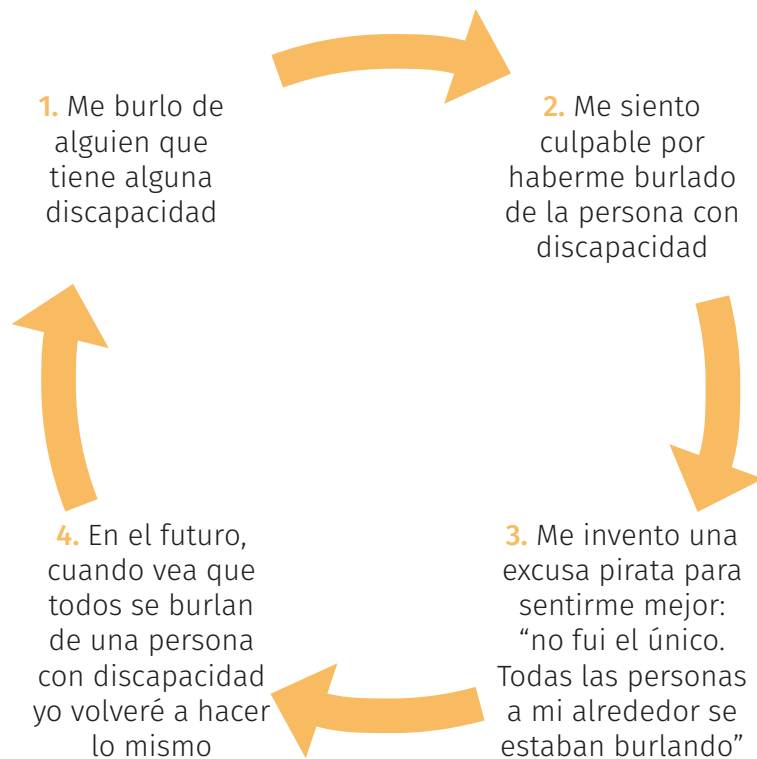 1. Me burlo de
alguien que
tiene alguna
discapacidad
2. Me siento
culpable por
haberme burlado
de la persona con
discapacidad
3. Me invento una
excusa pirata para
sentirme mejor:
“no fui el único.
Todas las personas
a mi alrededor se
estaban burlando”
4. En el futuro,
cuando vea que
todos se burlan
de una persona
con discapacidad
yo volveré a hacer
lo mismo